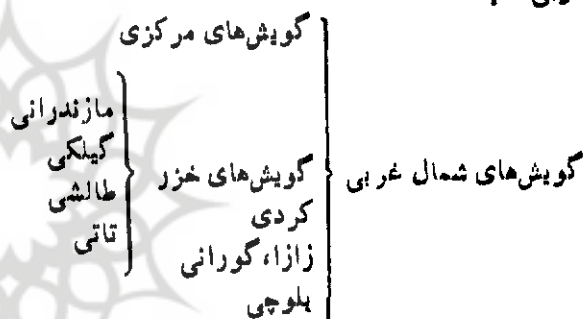 گویش‌های شمال غربی
گویش‌های مرکزی
گویش‌های خزر
مازندرانی
گیلکی
طالشی
تاتی
کردی
زازا، گورانی
بلوچی